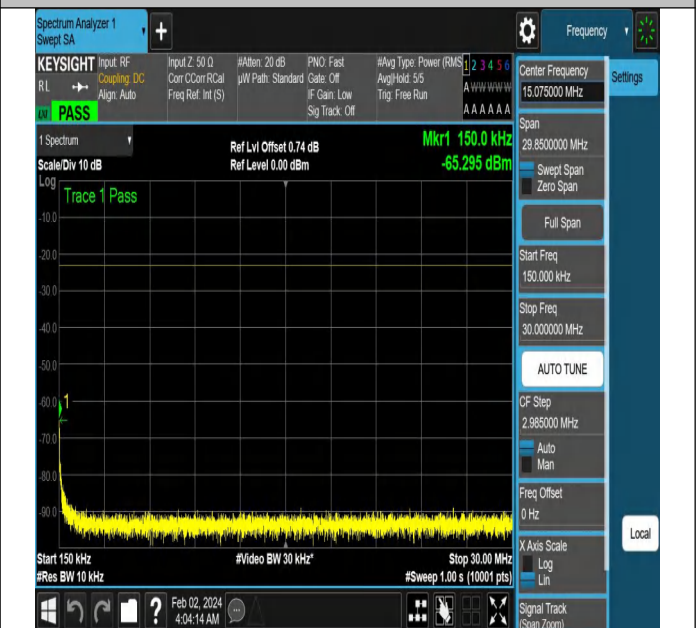 Spectrum Analyzer 1
Swept SA
Frequency
KEYSIGHT
RL
Input: RF
Coupling: DC
Align: Auto
Input Z: 50 Ω
Corr CCorr RCal
Freq Ref: Int (S)
#Atten: 20 dB
µW Path: Standard
PNO: Fast
Gate: Off
IF Gain: Low
Sig Track: Off
#Avg Type: Power (RMS
Avg|Hold: 5/5
Trig: Free Run
1 2 3 4 5 6
A W W W W W
A A A A A A
PASS
1 Spectrum
Scale/Div 10 dB
Ref Lvl Offset 0.74 dB
Ref Level 0.00 dBm
Mkr1 150.0 kHz
-65.295 dBm
Log
Trace 1 Pass
-10.0
-20.0
-30.0
-40.0
-50.0
-60.0
1
-70.0
-80.0
-90.0
Start 150 kHz
#Res BW 10 kHz
#Video BW 30 kHz*
Stop 30.00 MHz
#Sweep 1.00 s (10001 pts)
Center Frequency
15.075000 MHz
Settings
Span
29.8500000 MHz
Swept Span
Zero Span
Full Span
Start Freq
150.000 kHz
Stop Freq
30.000000 MHz
AUTO TUNE
CF Step
2.985000 MHz
Auto
Man
Freq Offset
0 Hz
Local
X Axis Scale
Log
Lin
Signal Track
(Span Zoom)
?
Feb 02, 2024
4:04:14 AM